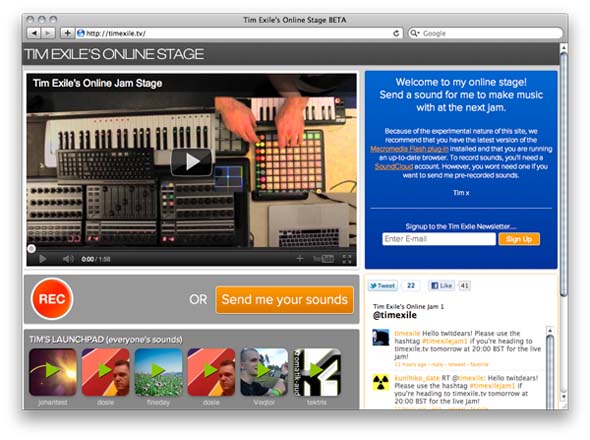 Tim Exile's Online Stage BETA
http://timexile.tv/
Google
TIM EXILE'S ONLINE STAGE
Tim Exile's Online Jam Stage
0:00 / 1:58
YouTube
REC
OR
Send me your sounds
TIM'S LAUNCHPAD (everyone's sounds)
johantest
dosie
fineday
dosie
Veqtor
tektris
Welcome to my online stage!
Send a sound for me to make music
with at the next jam.
Because of the experimental nature of this site, we
recommend that you have the latest version of the
Macromedia Flash plug-in installed and that you are running
an up-to-date browser. To record sounds, you'll need a
SoundCloud account. However, you wont need one if you
want to send me pre-recorded sounds.
Tim x
Signup to the Tim Exile Newsletter....
Enter E-mail
Sign Up
Tweet
22
Like
41
Tim Exile's Online Jam 1
@timexile
timexile Hello twitdears! Please use the
hashtag #timexilejam1 if you're heading to
timexile.tv tomorrow at 20:00 BST for the live
jam!
11 hours ago · reply · retweet · favorite
kunihiko_date RT @timexile: Hello twitdears!
Please use the hashtag #timexilejam1 if
you're heading to timexile.tv tomorrow at
20:00 BST for the live jam!